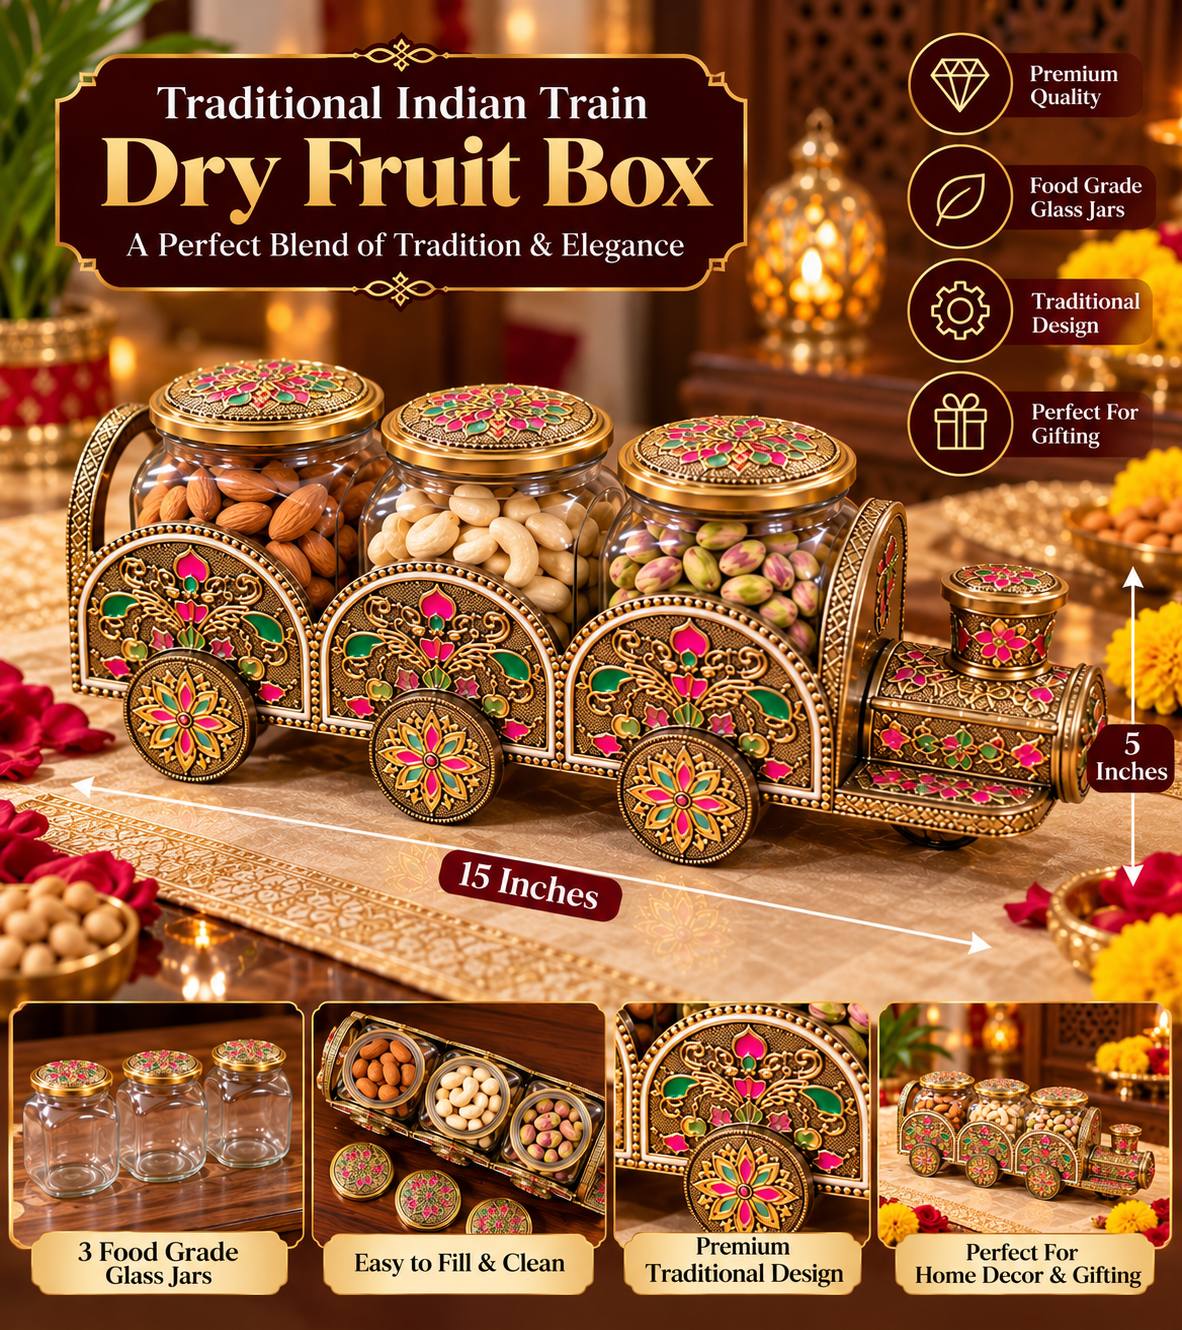 Traditional Indian Train
Dry Fruit Box
A Perfect Blend of Tradition & Elegance
Premium
Quality
Food Grade
Glass Jars
Traditional
Design
Perfect For
Gifting
5
Inches
15 Inches
3 Food Grade
Glass Jars
Easy to Fill & Clean
Premium
Traditional Design
Perfect For
Home Decor & Gifting